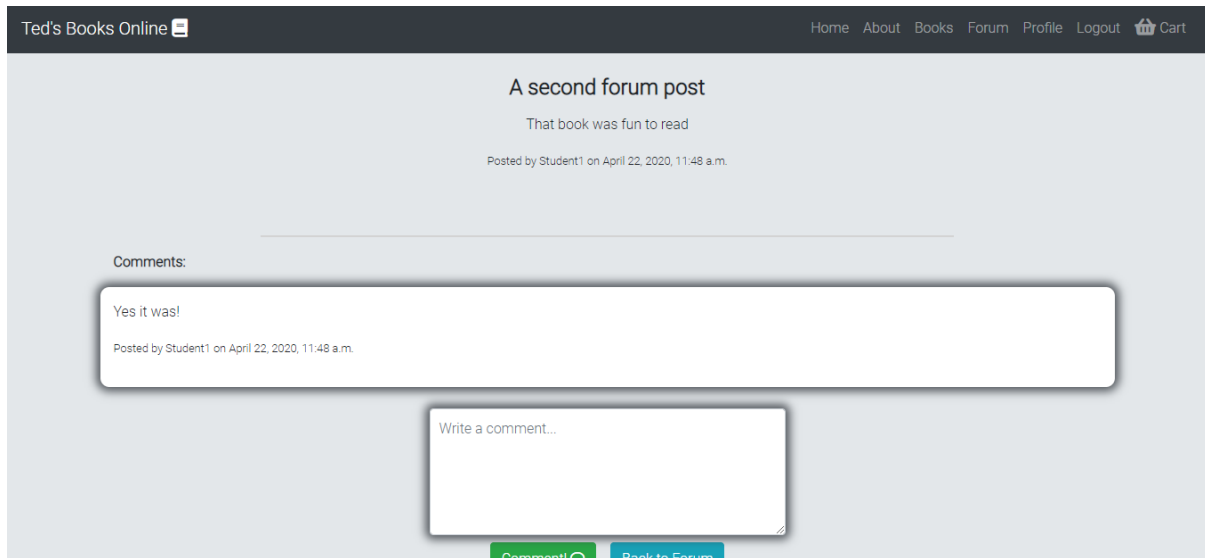 Ted's Books Online
Home About Books Forum Profile Logout Cart
A second forum post
That book was fun to read
Posted by Student1 on April 22, 2020, 11:48 a.m.
Comments:
Yes it was!
Posted by Student1 on April 22, 2020, 11:48 a.m.
Write a comment...
Comment! Back to Forum